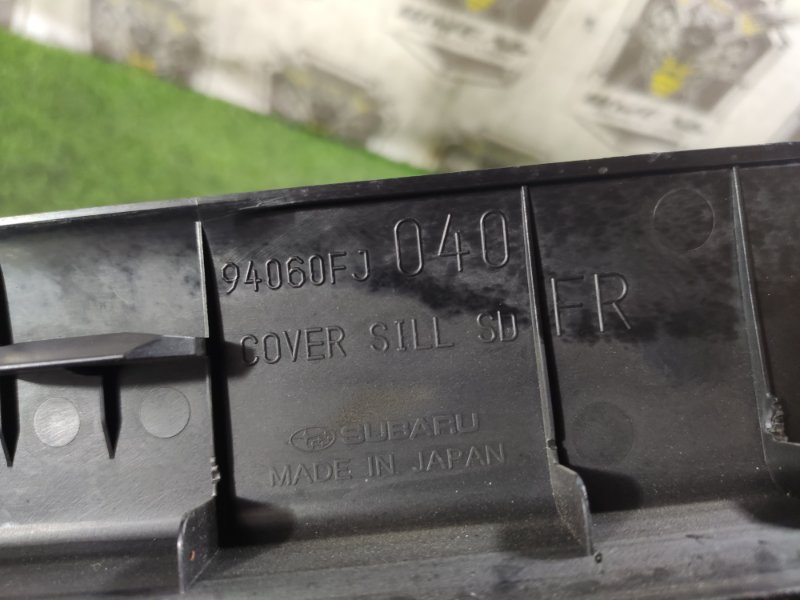 94060FJ 040
FR
COVER SILL SD
SUBARU
MADE IN JAPAN